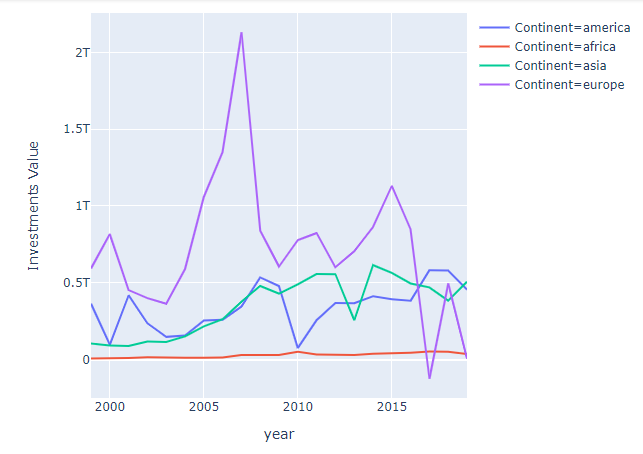 Continent=america
Continent=africa
Continent=asia
Continent=europe
2T
1.5T
1T
0.5T
0
Investments Value
2000
2005
2010
2015
year